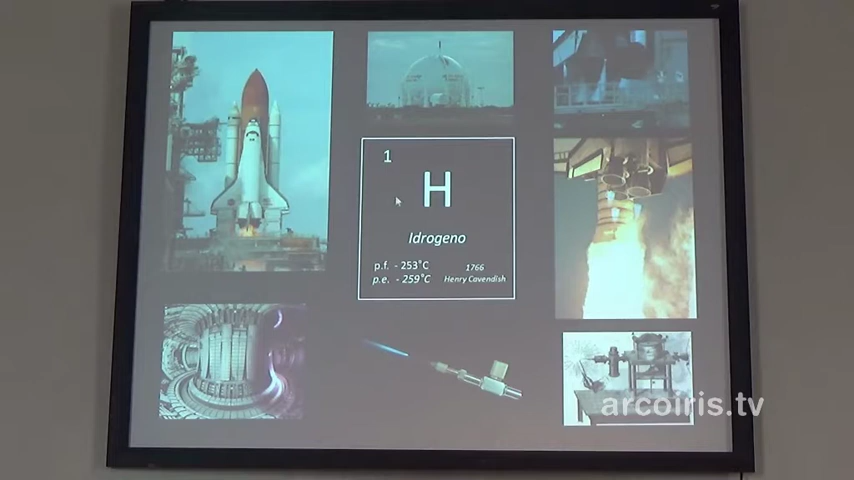 1
H
Idrogeno
p.f. - 253°C
p.e. - 259°C
1766
Henry Cavendish
arcoiris.tv